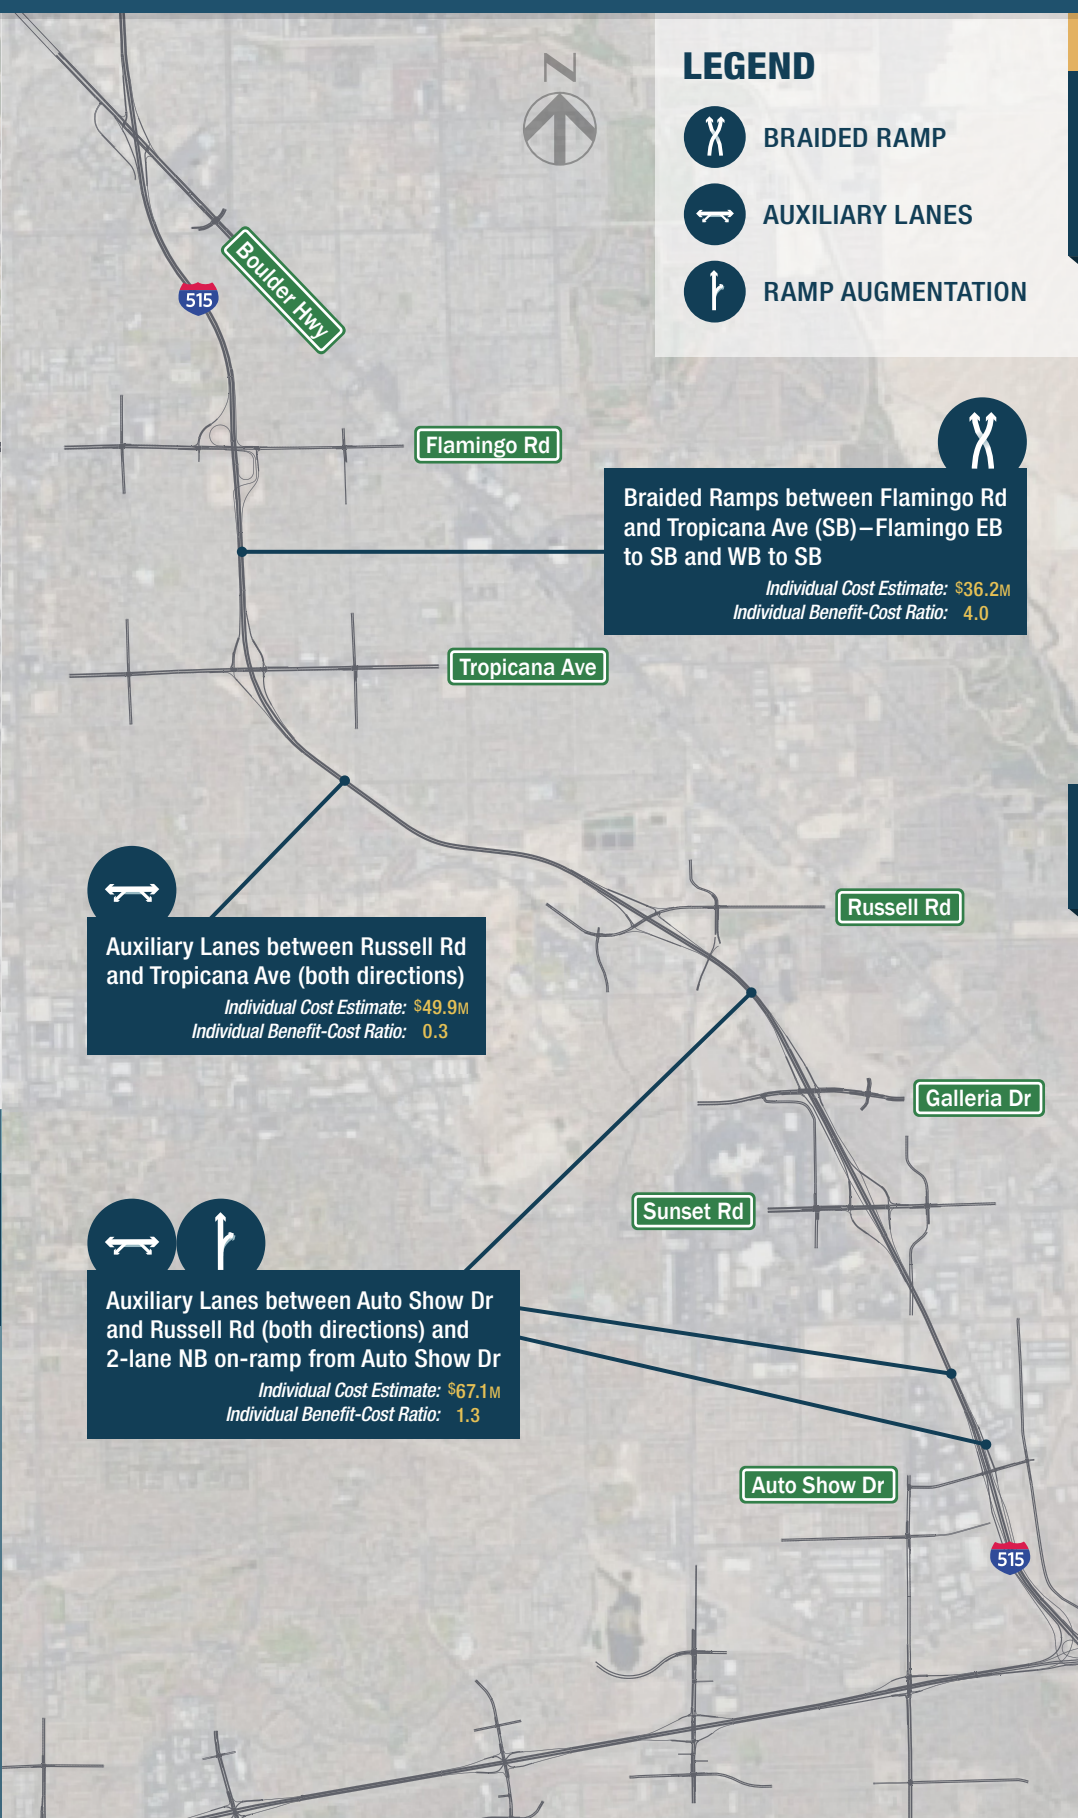 N
LEGEND
BRAIDED RAMP
AUXILIARY LANES
RAMP AUGMENTATION
Boulder Hwy
515
Flamingo Rd
Braided Ramps between Flamingo Rd
and Tropicana Ave (SB)–Flamingo EB
to SB and WB to SB
Individual Cost Estimate: $36.2M
Individual Benefit-Cost Ratio: 4.0
Tropicana Ave
Russell Rd
Auxiliary Lanes between Russell Rd
and Tropicana Ave (both directions)
Individual Cost Estimate: $49.9M
Individual Benefit-Cost Ratio: 0.3
Galleria Dr
Sunset Rd
Auxiliary Lanes between Auto Show Dr
and Russell Rd (both directions) and
2-lane NB on-ramp from Auto Show Dr
Individual Cost Estimate: $67.1M
Individual Benefit-Cost Ratio: 1.3
Auto Show Dr
515